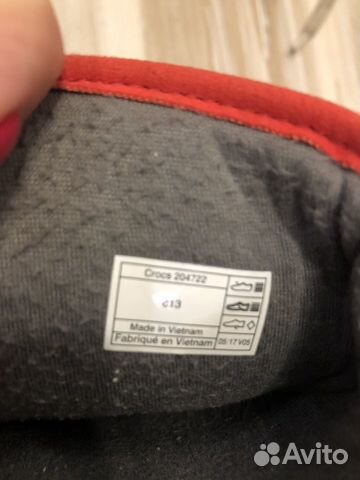 Crocs 204722
c13
Made in Vietnam
Fabriqué en Vietnam
05/17 V05
Avito